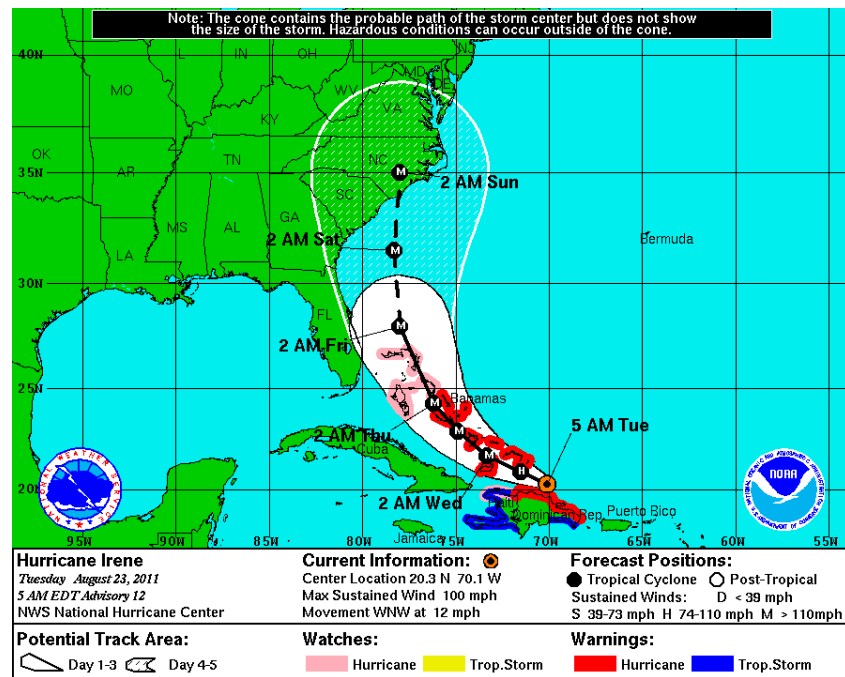 Note: The cone contains the probable path of the storm center but does not show
the size of the storm. Hazardous conditions can occur outside of the cone.
40N
35N
30N
25N
20N
IL
IN
OH
NJ
MD
DE
WV
VA
MO
KY
OK
AR
TN
NC
SC
MS
AL
GA
LA
FL
2 AM Sun
2 AM Sat
Bermuda
2 AM Fri
Bahamas
2 AM Thu
Cuba
5 AM Tue
2 AM Wed
Haiti
Dominican Rep
Puerto Rico
Jamaica
M
M
M
M
M
M
H
NATIONAL WEATHER SERVICE
NOAA
95W
90W
85W
80W
75W
70W
65W
60W
55W
Hurricane Irene
Tuesday August 23, 2011
5 AM EDT Advisory 12
NWS National Hurricane Center
Current Information:
Center Location 20.3 N 70.1 W
Max Sustained Wind 100 mph
Movement WNW at 12 mph
Forecast Positions:
Tropical Cyclone Post-Tropical
Sustained Winds: D < 39 mph
S 39-73 mph H 74-110 mph M > 110mph
Potential Track Area:
Day 1-3 Day 4-5
Watches:
Hurricane Trop.Storm
Warnings:
Hurricane Trop.Storm